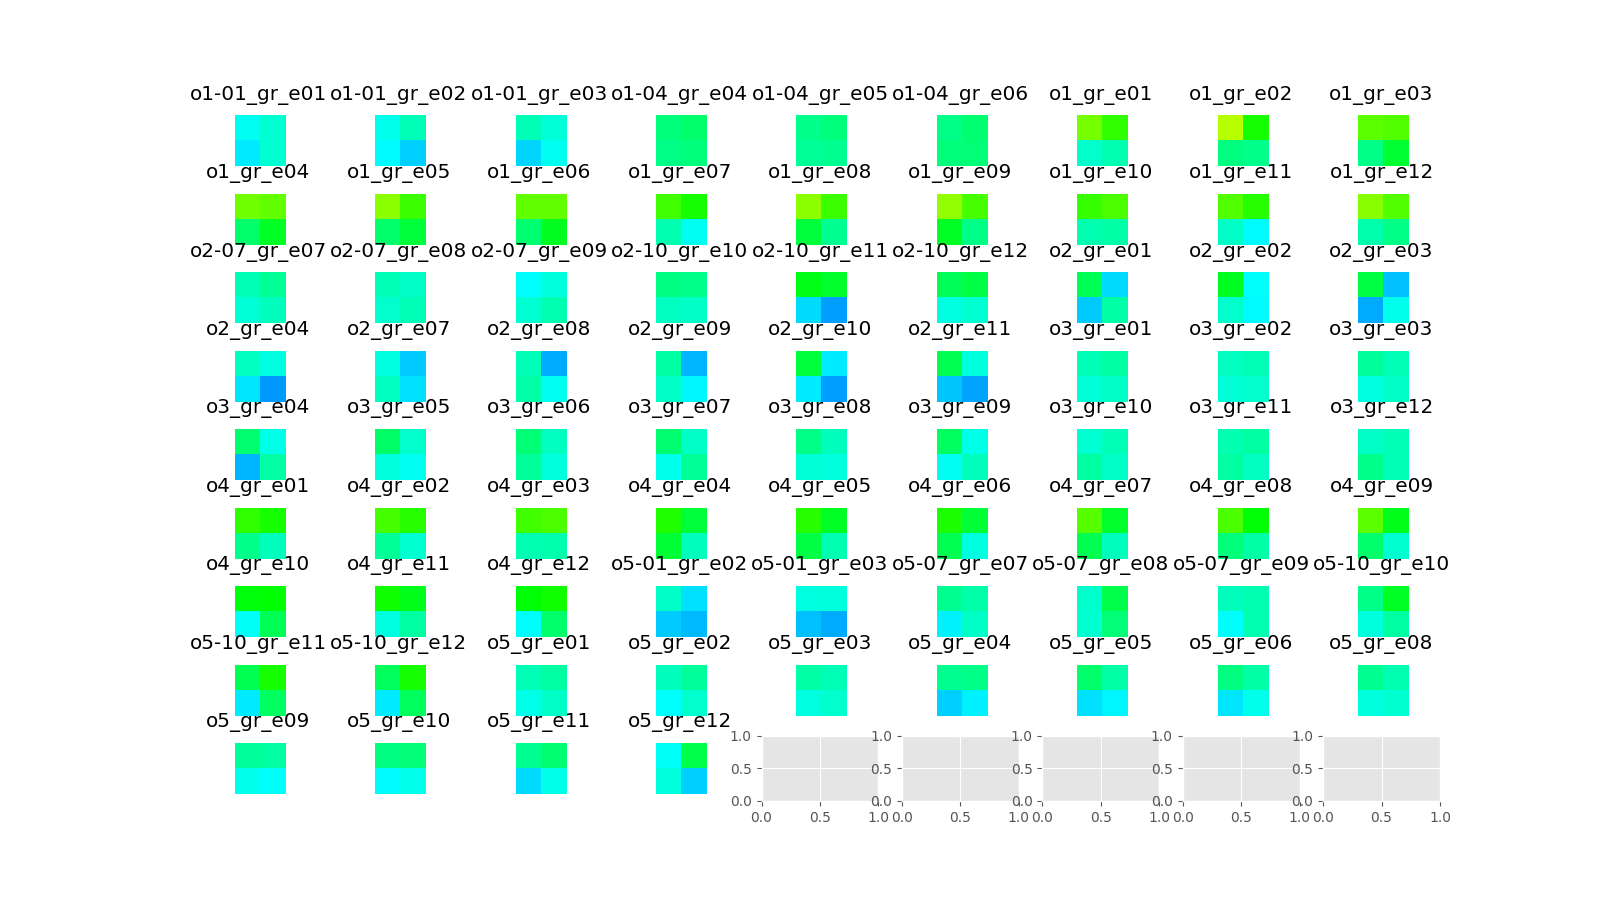 o1-01_gr_e01 o1-01_gr_e02 o1-01_gr_e03 o1-04_gr_e04 o1-04_gr_e05 o1-04_gr_e06 o1_gr_e01 o1_gr_e02 o1_gr_e03
o1_gr_e04 o1_gr_e05 o1_gr_e06 o1_gr_e07 o1_gr_e08 o1_gr_e09 o1_gr_e10 o1_gr_e11 o1_gr_e12
o2-07_gr_e07 o2-07_gr_e08 o2-07_gr_e09 o2-10_gr_e10 o2-10_gr_e11 o2-10_gr_e12 o2_gr_e01 o2_gr_e02 o2_gr_e03
o2_gr_e04 o2_gr_e07 o2_gr_e08 o2_gr_e09 o2_gr_e10 o2_gr_e11 o3_gr_e01 o3_gr_e02 o3_gr_e03
o3_gr_e04 o3_gr_e05 o3_gr_e06 o3_gr_e07 o3_gr_e08 o3_gr_e09 o3_gr_e10 o3_gr_e11 o3_gr_e12
o4_gr_e01 o4_gr_e02 o4_gr_e03 o4_gr_e04 o4_gr_e05 o4_gr_e06 o4_gr_e07 o4_gr_e08 o4_gr_e09
o4_gr_e10 o4_gr_e11 o4_gr_e12 o5-01_gr_e02 o5-01_gr_e03 o5-07_gr_e07 o5-07_gr_e08 o5-07_gr_e09 o5-10_gr_e10
o5-10_gr_e11 o5-10_gr_e12 o5_gr_e01 o5_gr_e02 o5_gr_e03 o5_gr_e04 o5_gr_e05 o5_gr_e06 o5_gr_e08
o5_gr_e09 o5_gr_e10 o5_gr_e11 o5_gr_e12
1.0 1.0 1.0 1.0 1.0
0.5 0.5 0.5 0.5 0.5
0.0 0.0 0.0 0.0 0.0
0.0 0.5 1.0 0.0 0.5 1.0 0.0 0.5 1.0 0.0 0.5 1.0 0.0 0.5 1.0